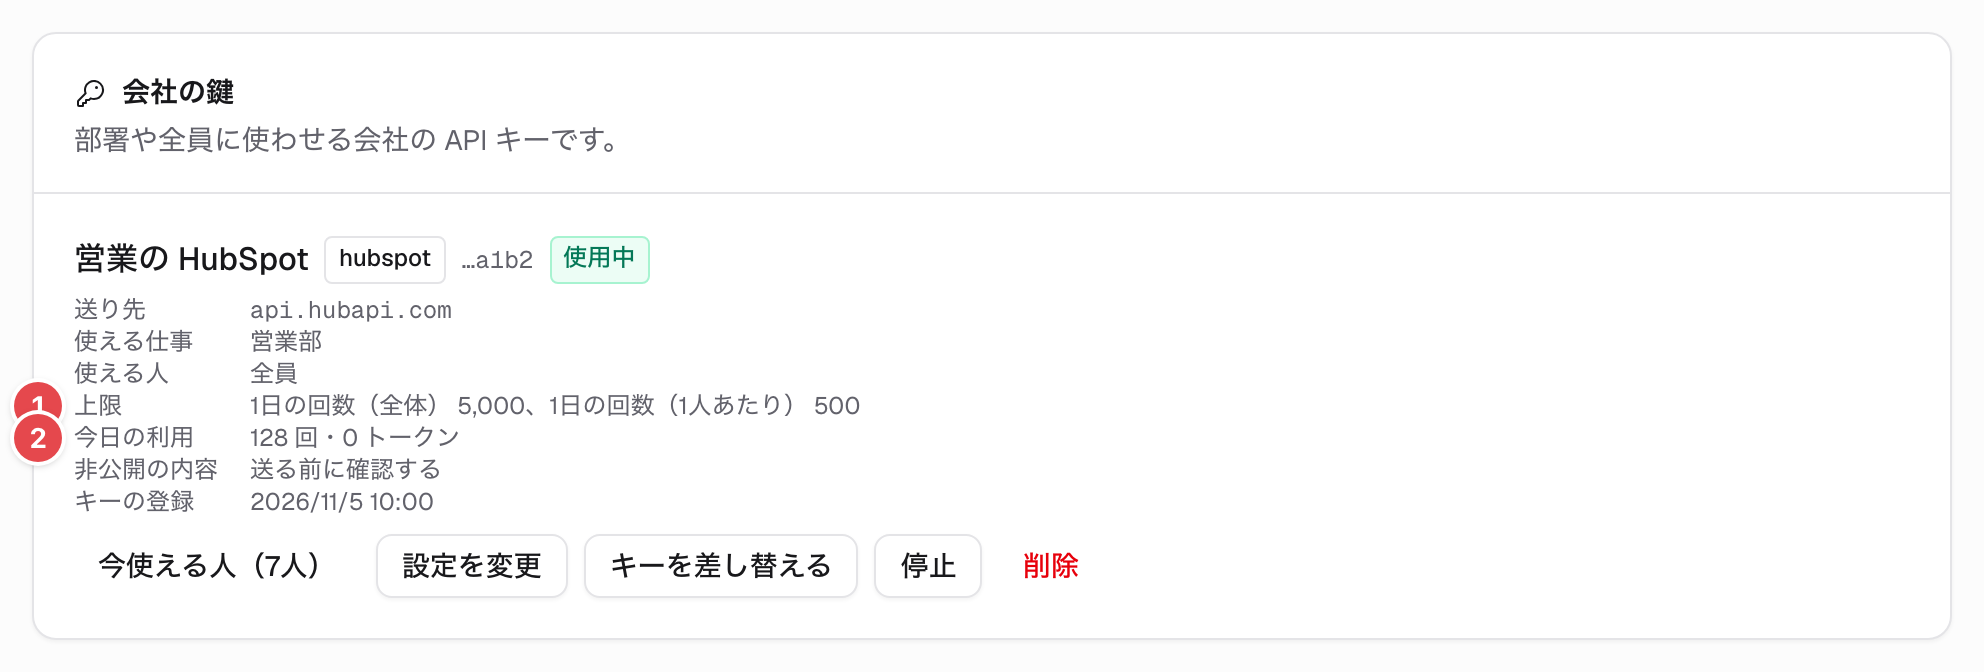 会社の鍵
部署や全員に使わせる会社の API キーです。
営業の HubSpot hubspot …a1b2 使用中
送り先 api.hubapi.com
使える仕事 営業部
使える人 全員
1 上限 1日の回数（全体） 5,000、1日の回数（1人あたり） 500
2 今日の利用 128 回・0 トークン
非公開の内容 送る前に確認する
キーの登録 2026/11/5 10:00
今使える人（7人） 設定を変更 キーを差し替える 停止 削除